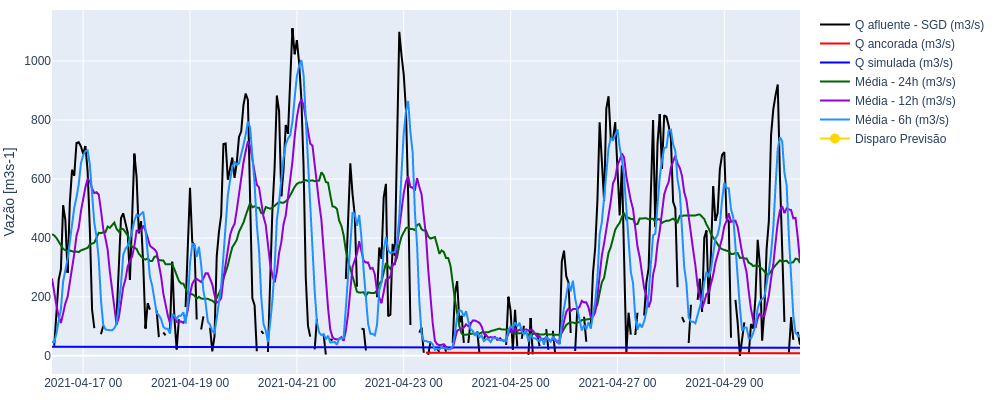 Vazão [m3s-1]
1000
800
600
400
200
0
2021-04-17 00
2021-04-19 00
2021-04-21 00
2021-04-23 00
2021-04-25 00
2021-04-27 00
2021-04-29 00
Q afluente - SGD (m3/s)
Q ancorada (m3/s)
Q simulada (m3/s)
Média - 24h (m3/s)
Média - 12h (m3/s)
Média - 6h (m3/s)
Disparo Previsão